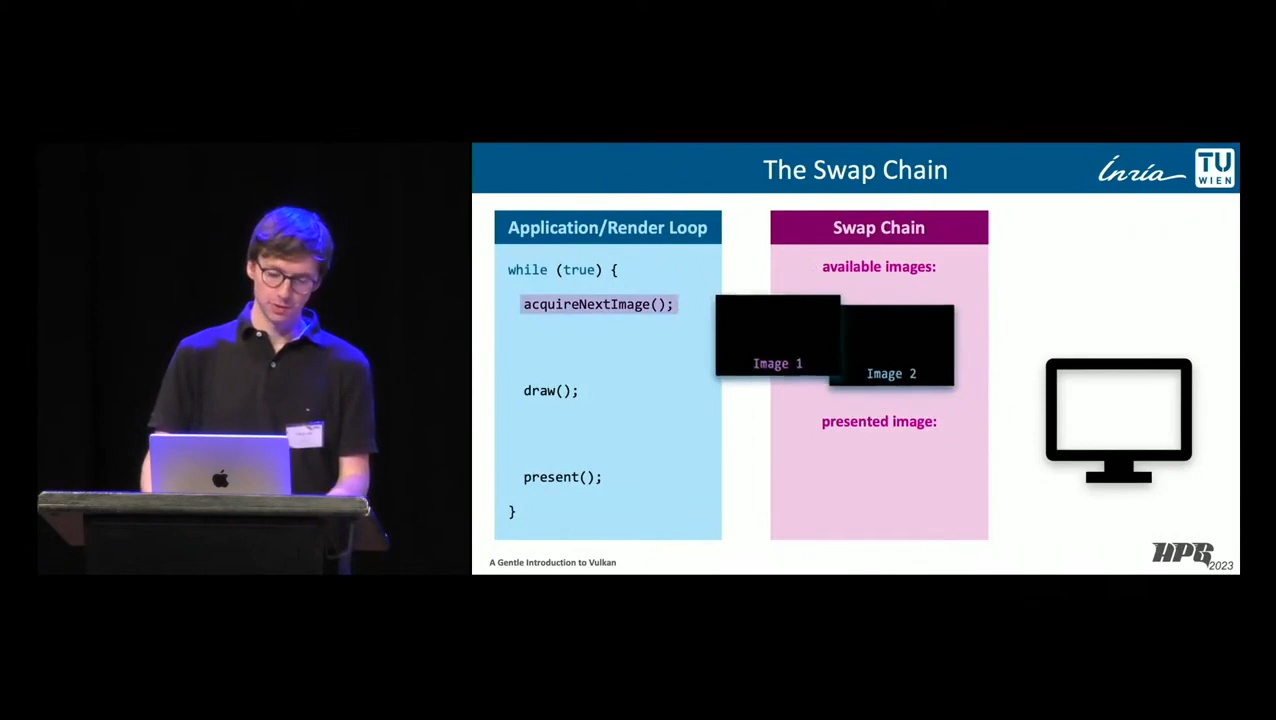 The Swap Chain
Ínría
TU
WIEN
Application/Render Loop
while (true) {
acquireNextImage();
draw();
present();
}
Swap Chain
available images:
Image 1
Image 2
presented image:
A Gentle Introduction to Vulkan
HPG
2023